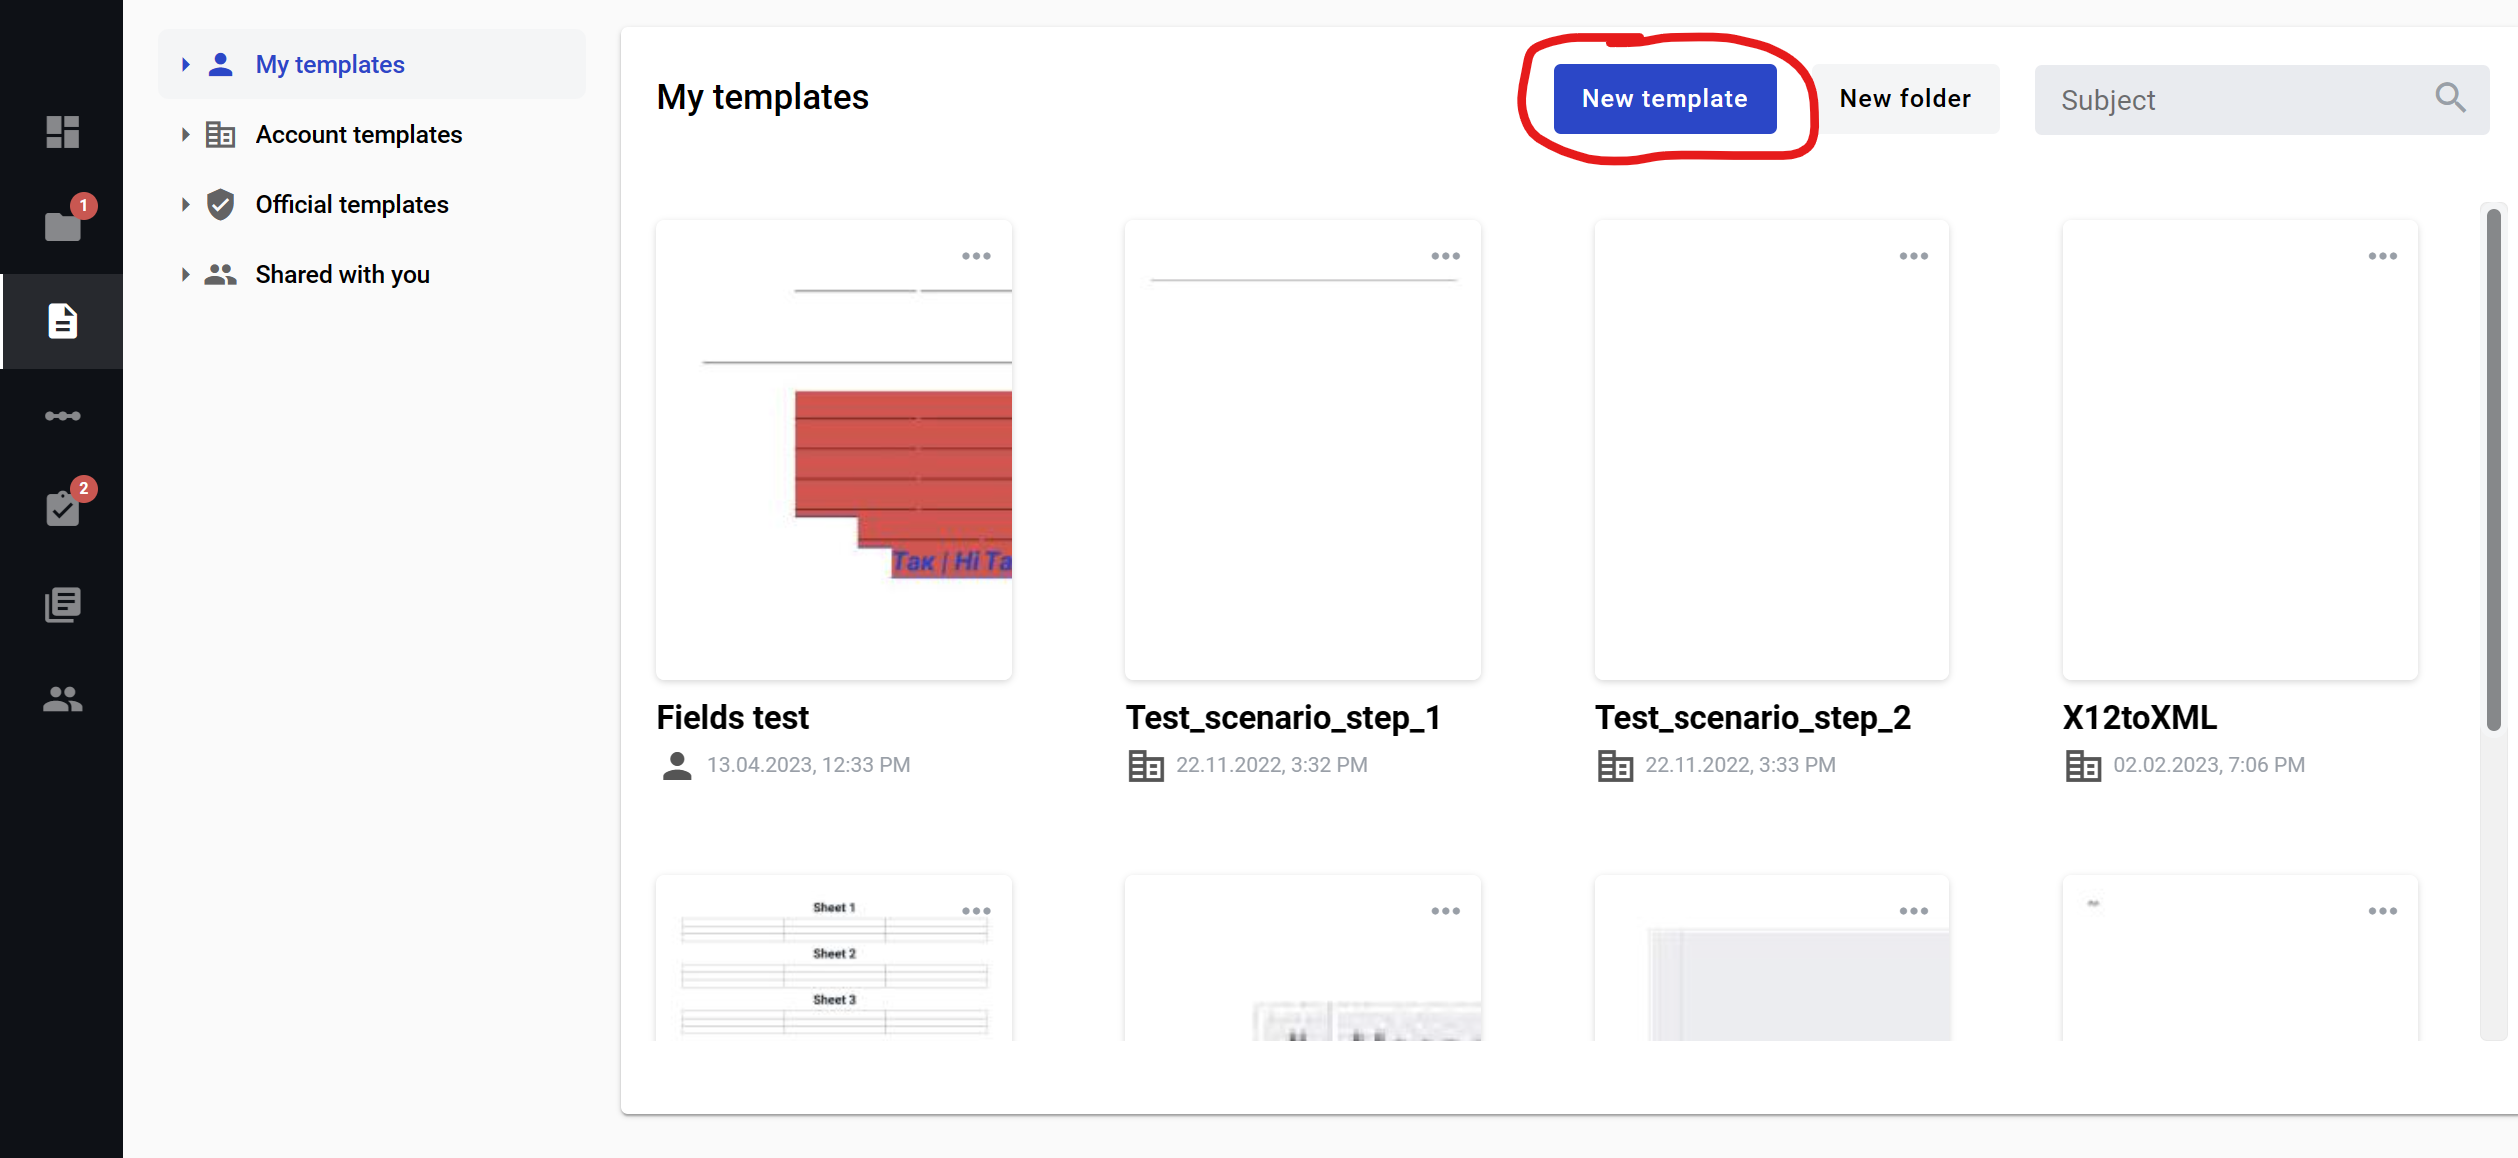 My templates
Account templates
Official templates
Shared with you
1
2
My templates
New template
New folder
Subject
Так | Ні Та
Fields test
13.04.2023, 12:33 PM
Test_scenario_step_1
22.11.2022, 3:32 PM
Test_scenario_step_2
22.11.2022, 3:33 PM
X12toXML
02.02.2023, 7:06 PM
Sheet 1
Sheet 2
Sheet 3